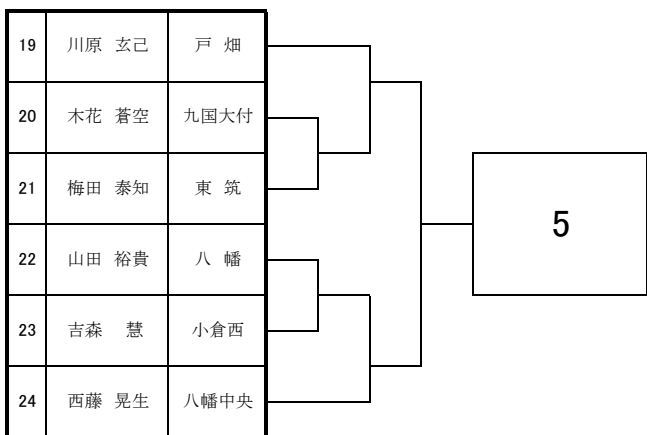 19 川原 玄己 戸 畑
20 木花 蒼空 九国大付
21 梅田 泰知 東 筑
22 山田 裕貴 八 幡
23 吉森 慧 小倉西
24 西藤 晃生 八幡中央
5